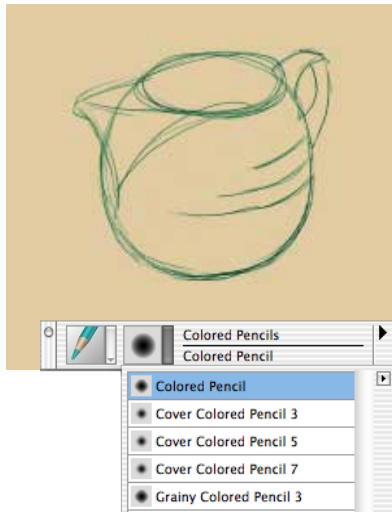 Colored Pencils
Colored Pencil
Colored Pencil
Cover Colored Pencil 3
Cover Colored Pencil 5
Cover Colored Pencil 7
Grainy Colored Pencil 3